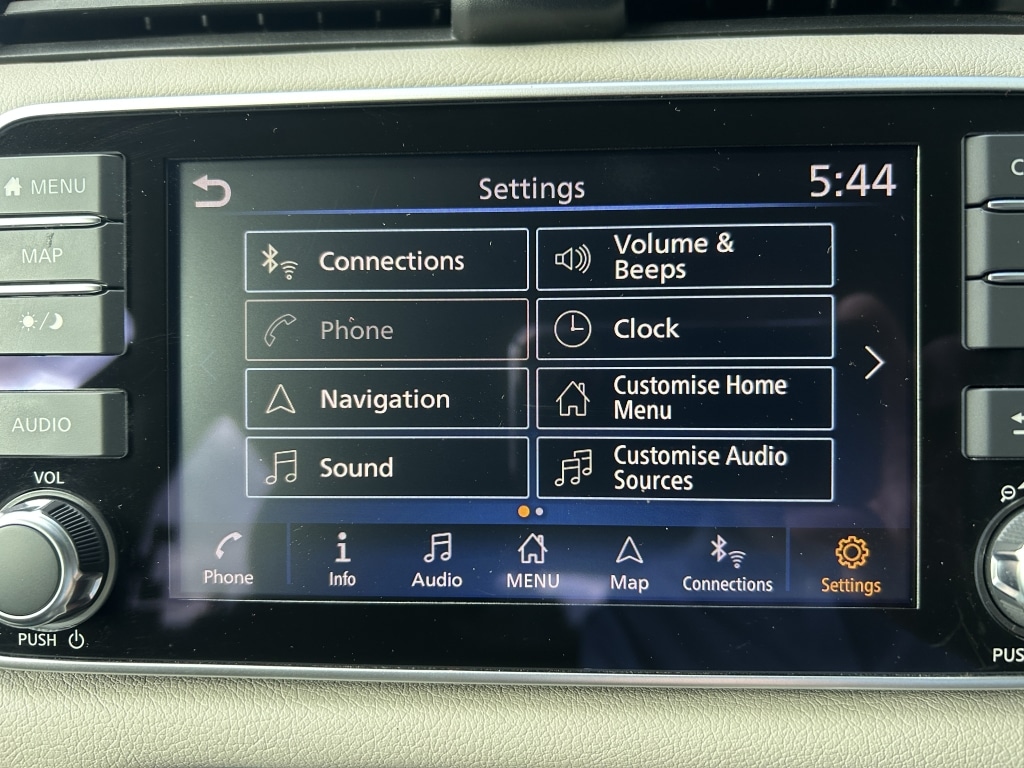 Settings
5:44
MENU
MAP
AUDIO
VOL
PUSH
Connections
Volume &
Beeps
Phone
Clock
Navigation
Customise Home
Menu
Sound
Customise Audio
Sources
Phone
Info
Audio
MENU
Map
Connections
Settings